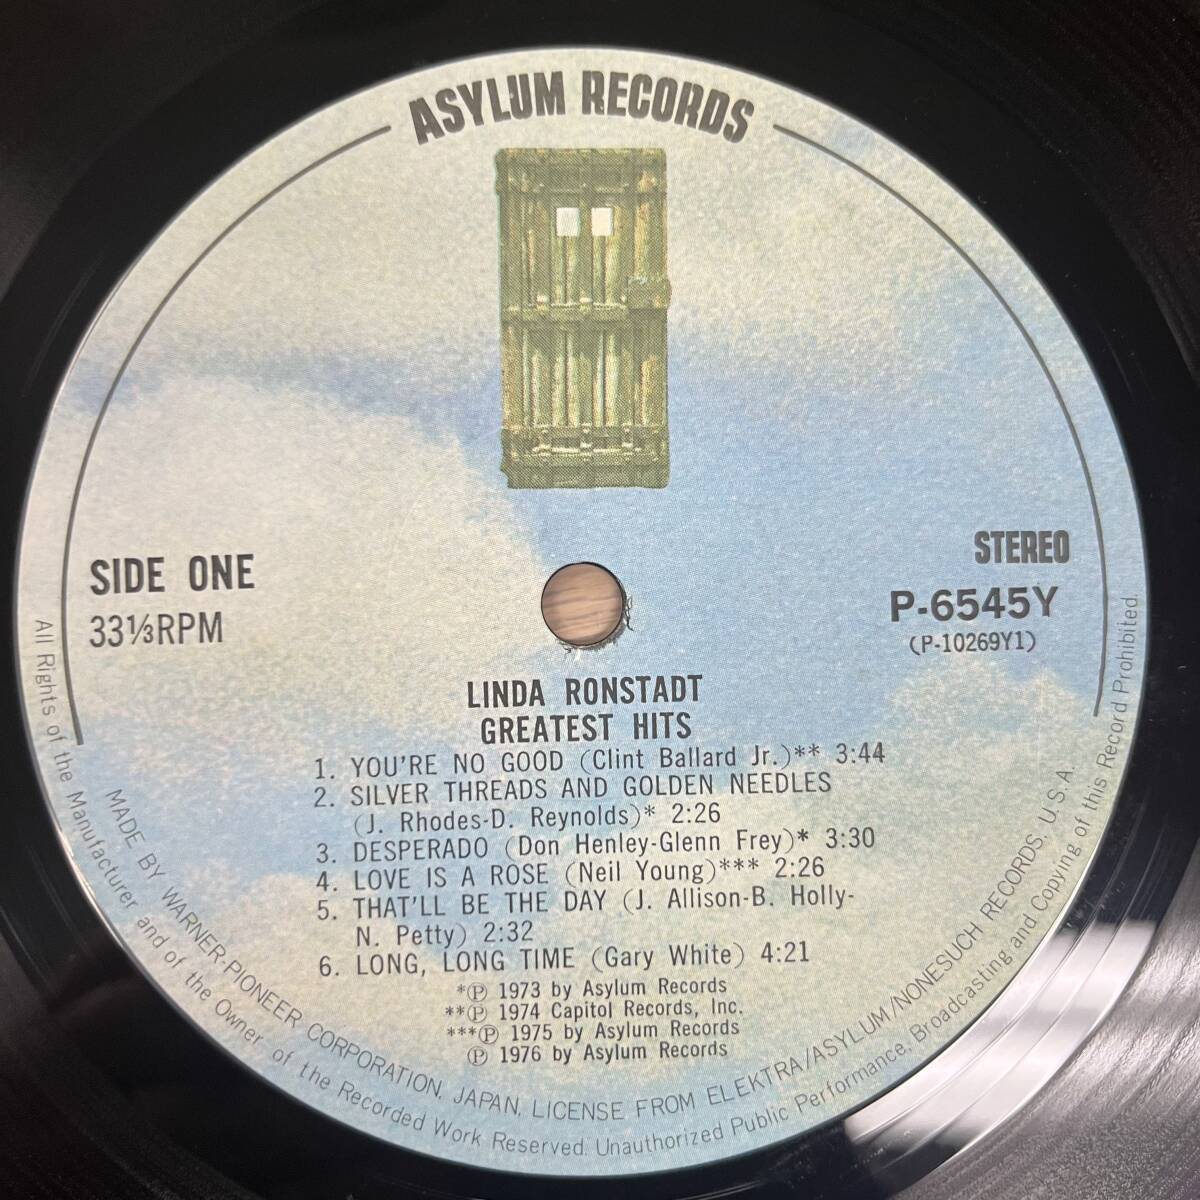 ASYLUM RECORDS
SIDE ONE
33⅓RPM
STEREO
P-6545Y
(P-10269Y1)
LINDA RONSTADT
GREATEST HITS
1. YOU'RE NO GOOD (Clint Ballard Jr.)** 3:44
2. SILVER THREADS AND GOLDEN NEEDLES
(J. Rhodes-D. Reynolds)* 2:26
3. DESPERADO (Don Henley-Glenn Frey)* 3:30
4. LOVE IS A ROSE (Neil Young)*** 2:26
5. THAT'LL BE THE DAY (J. Allison-B. Holly-
N. Petty) 2:32
6. LONG, LONG TIME (Gary White) 4:21
*℗ 1973 by Asylum Records
**℗ 1974 Capitol Records, Inc.
***℗ 1975 by Asylum Records
℗ 1976 by Asylum Records
MADE BY WARNER-PIONEER CORPORATION, JAPAN, LICENSE FROM ELEKTRA/ASYLUM/NONESUCH RECORDS, U.S.A.
All Rights of the Manufacturer and of the Owner of the Recorded Work Reserved. Unauthorized Public Performance, Broadcasting and Copying of this Record Prohibited.